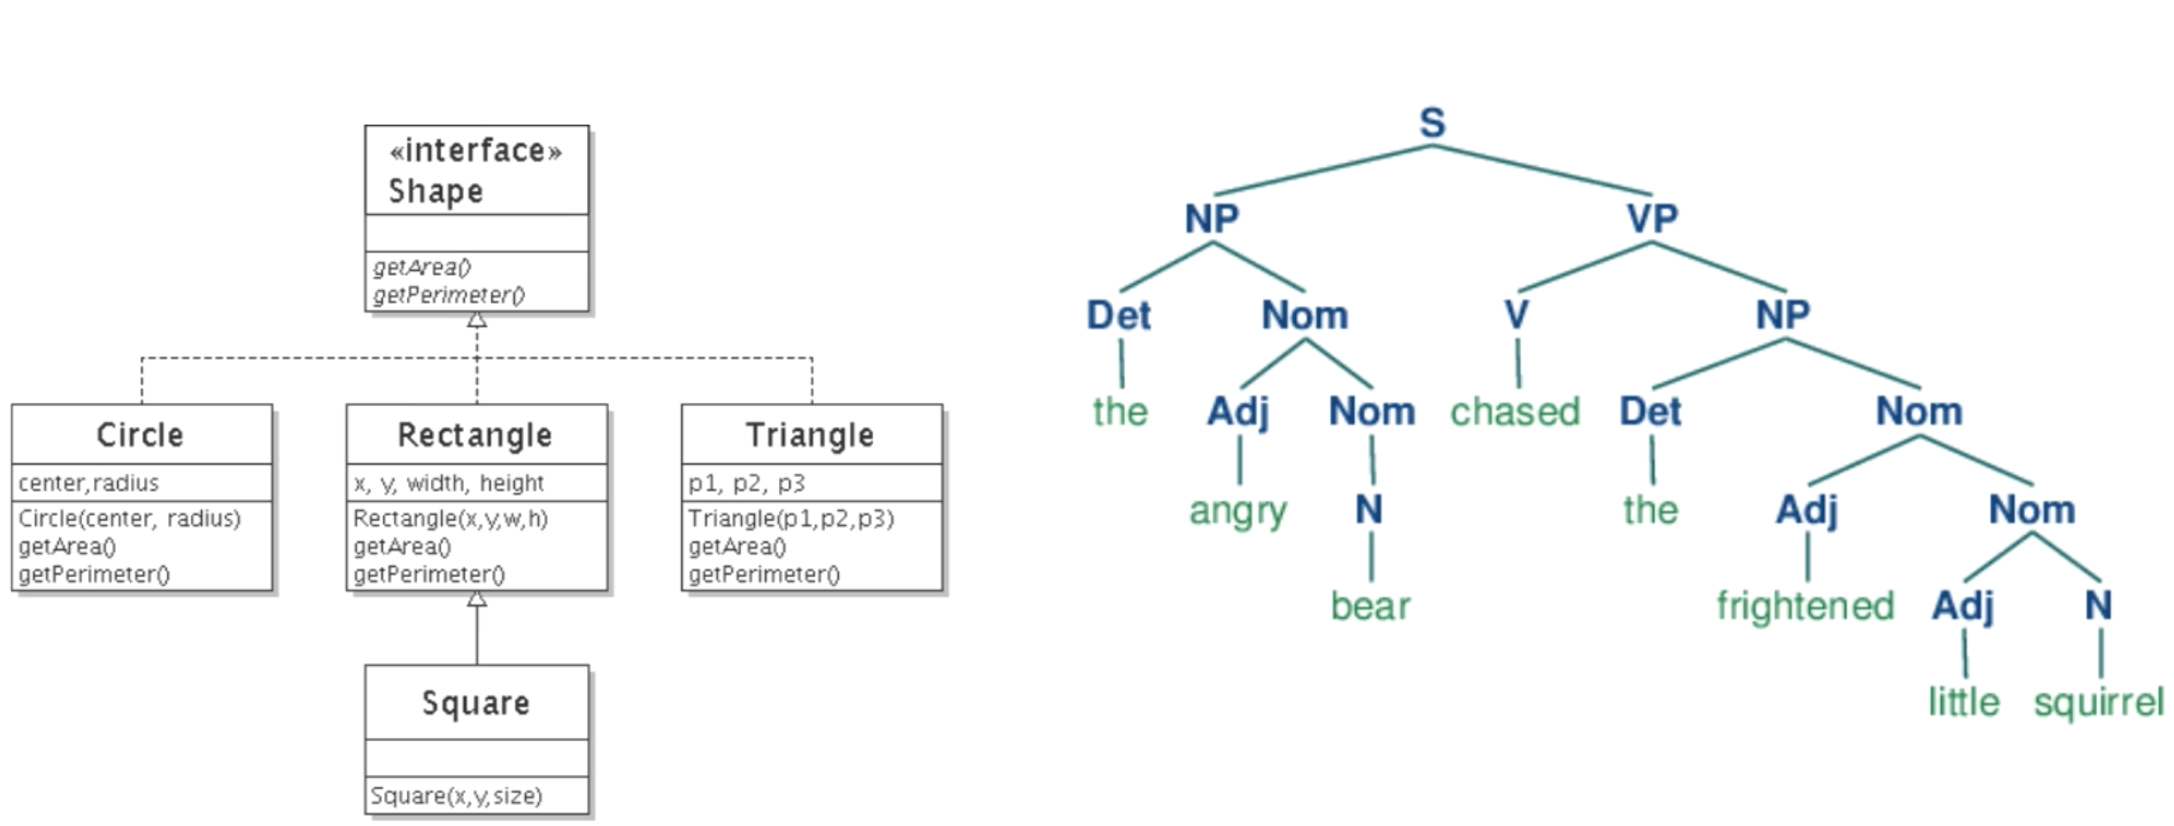 «interface»
Shape
getArea()
getPerimeter()
Circle
center,radius
Circle(center, radius)
getArea()
getPerimeter()
Rectangle
x, y, width, height
Rectangle(x,y,w,h)
getArea()
getPerimeter()
Triangle
p1, p2, p3
Triangle(p1,p2,p3)
getArea()
getPerimeter()
Square
Square(x,y,size)
S
NP VP
Det Nom V NP
the Adj Nom chased Det Nom
angry N the Adj Nom
bear frightened Adj N
little squirrel